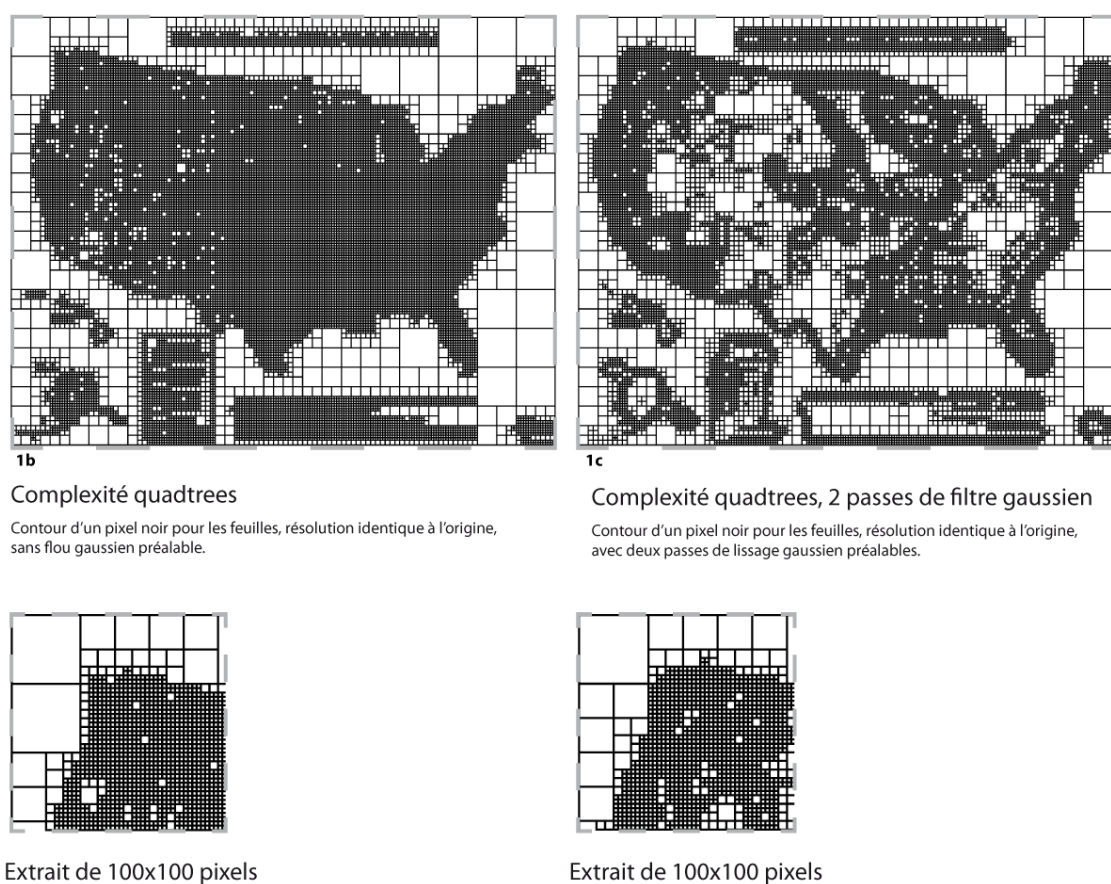 1b
Complexité quadtrees
Contour d'un pixel noir pour les feuilles, résolution identique à l'origine,
sans flou gaussien préalable.
1c
Complexité quadtrees, 2 passes de filtre gaussien
Contour d'un pixel noir pour les feuilles, résolution identique à l'origine,
avec deux passes de lissage gaussien préalables.
Extrait de 100x100 pixels
Extrait de 100x100 pixels